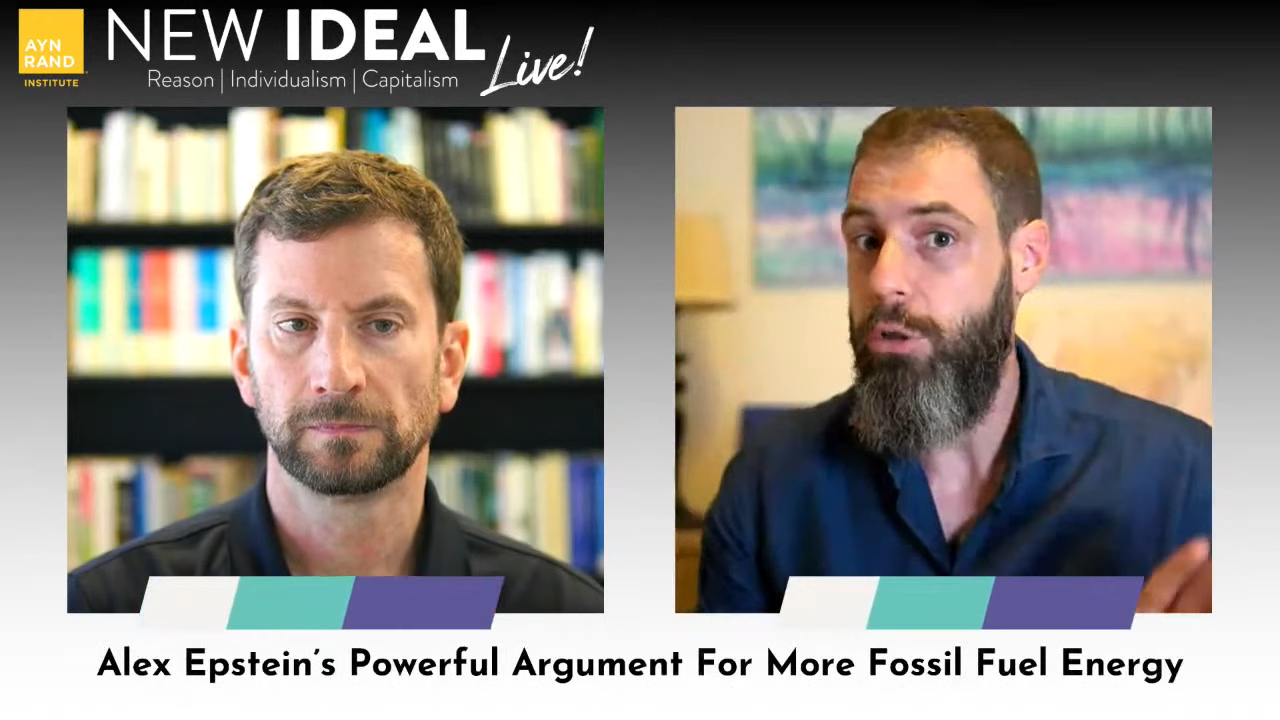 AYN
RAND
INSTITUTE
NEW IDEAL Live!
Reason | Individualism | Capitalism
Alex Epstein's Powerful Argument For More Fossil Fuel Energy